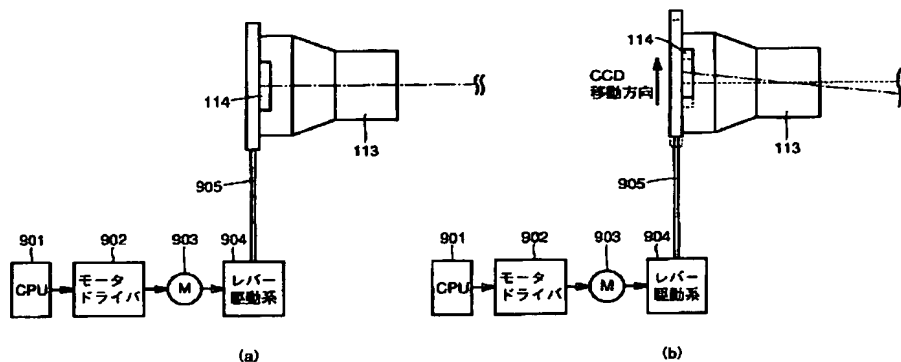 114
113
905
901
902
903
904
CPU
モータ
ドライバ
M
レバー
駆動系
(a)
114
CCD
移動方向
113
905
901
902
903
904
CPU
モータ
ドライバ
M
レバー
駆動系
(b)